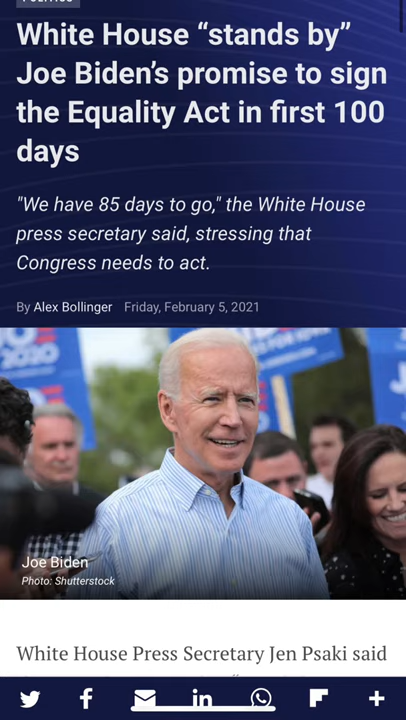 White House “stands by”
Joe Biden’s promise to sign
the Equality Act in first 100
days
"We have 85 days to go," the White House
press secretary said, stressing that
Congress needs to act.
By Alex Bollinger Friday, February 5, 2021
2020
Joe Biden
Photo: Shutterstock
White House Press Secretary Jen Psaki said